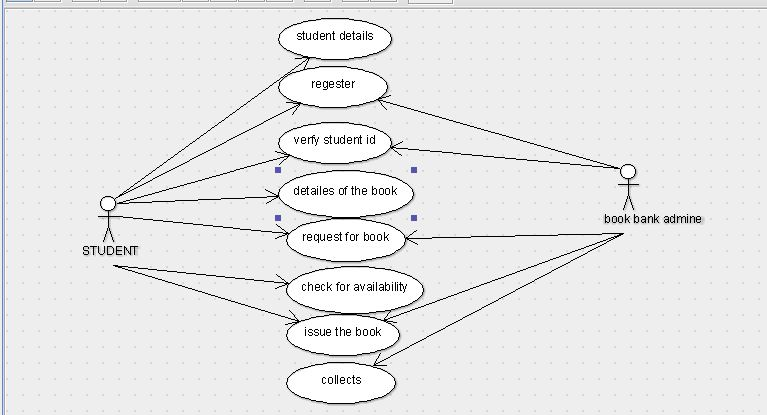 student details
regester
verfy student id
detailes of the book
request for book
check for availability
issue the book
collects
STUDENT
book bank admine